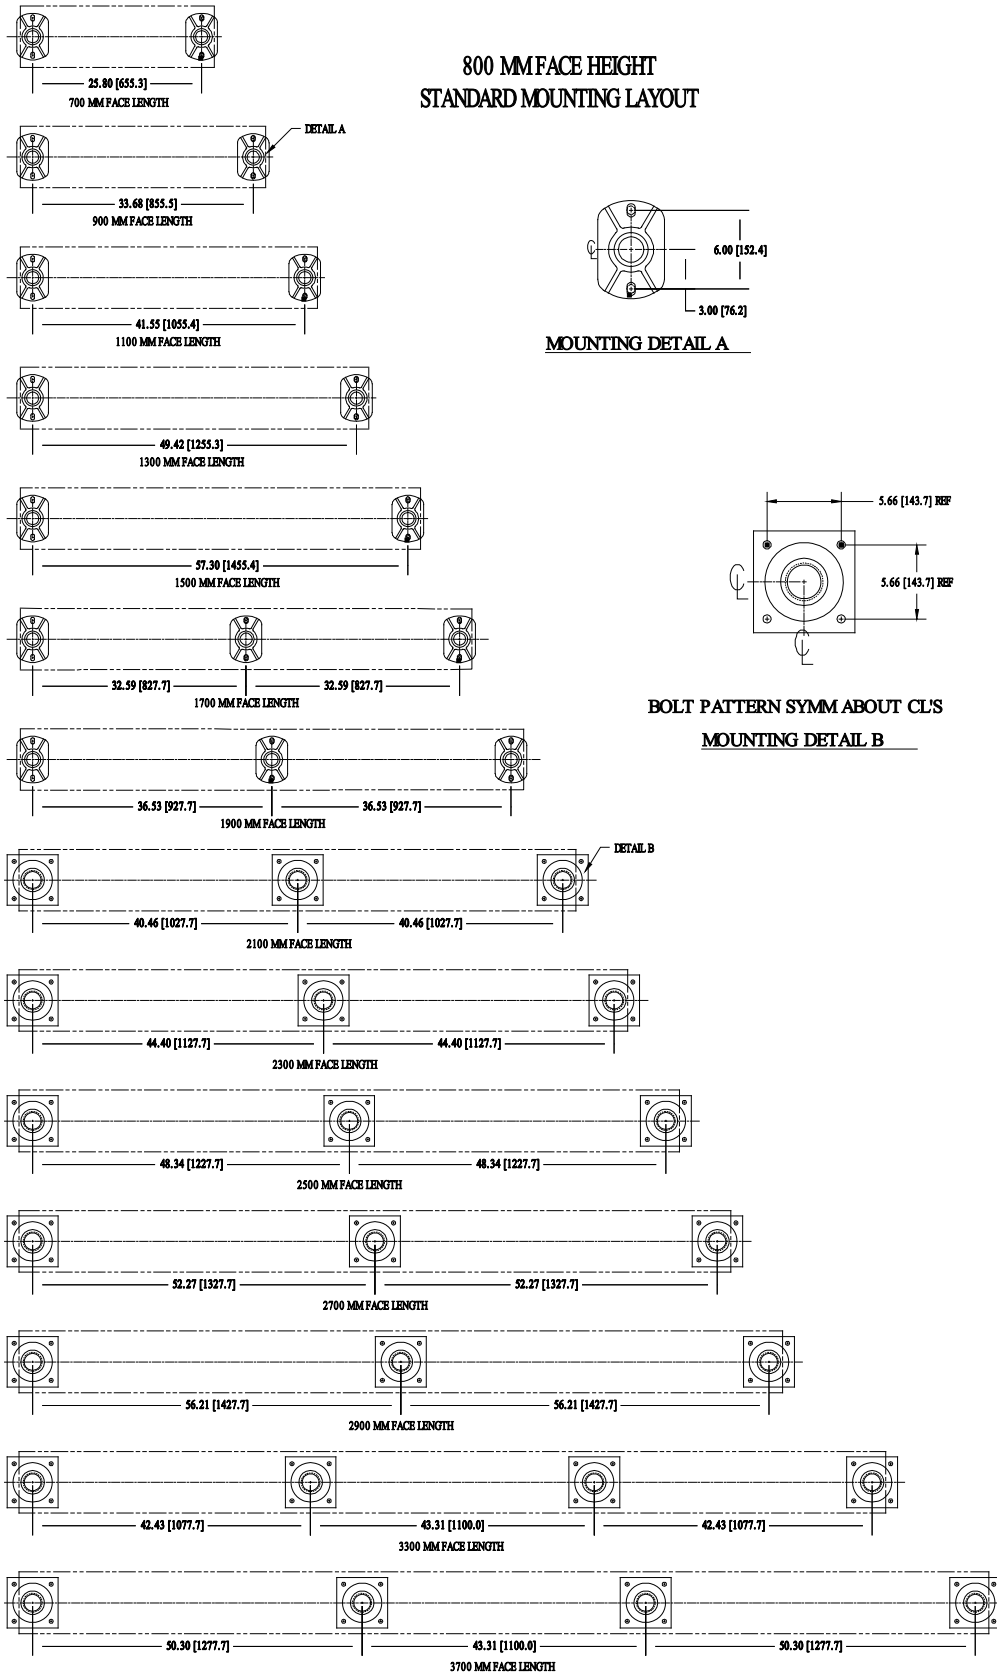 800 MM FACE HEIGHT
STANDARD MOUNTING LAYOUT
25.80 [655.3]
700 MM FACE LENGTH
DETAIL A
33.68 [855.5]
900 MM FACE LENGTH
6.00 [152.4]
3.00 [76.2]
MOUNTING DETAIL A
41.55 [1055.4]
1100 MM FACE LENGTH
49.42 [1255.3]
1300 MM FACE LENGTH
5.66 [143.7] REF
5.66 [143.7] REF
BOLT PATTERN SYMM ABOUT CL'S
MOUNTING DETAIL B
57.30 [1455.4]
1500 MM FACE LENGTH
32.59 [827.7] 32.59 [827.7]
1700 MM FACE LENGTH
36.53 [927.7] 36.53 [927.7]
1900 MM FACE LENGTH
DETAIL B
40.46 [1027.7] 40.46 [1027.7]
2100 MM FACE LENGTH
44.40 [1127.7] 44.40 [1127.7]
2300 MM FACE LENGTH
48.34 [1227.7] 48.34 [1227.7]
2500 MM FACE LENGTH
52.27 [1327.7] 52.27 [1327.7]
2700 MM FACE LENGTH
56.21 [1427.7] 56.21 [1427.7]
2900 MM FACE LENGTH
42.43 [1077.7] 43.31 [1100.0] 42.43 [1077.7]
3300 MM FACE LENGTH
50.30 [1277.7] 43.31 [1100.0] 50.30 [1277.7]
3700 MM FACE LENGTH